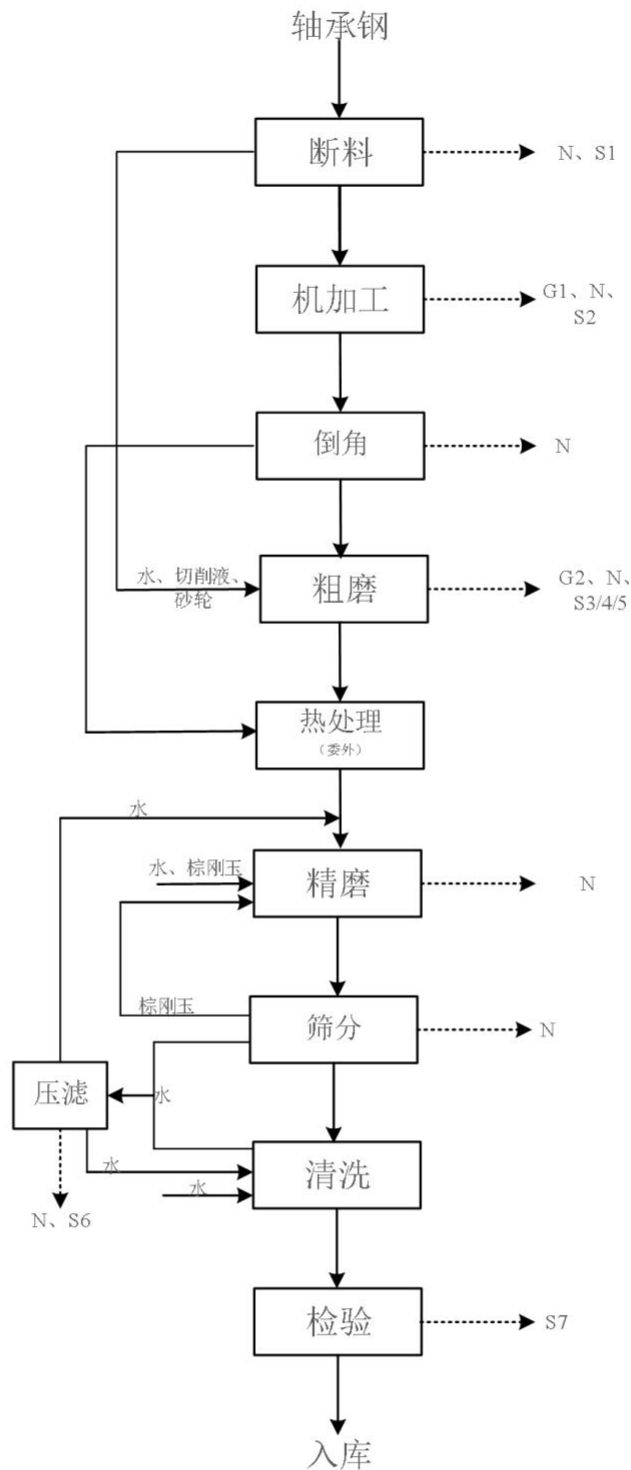 轴承钢
断料
N、S1
机加工
G1、N、
S2
倒角
N
水、切削液、
砂轮
粗磨
G2、N、
S3/4/5
热处理
（委外）
水
水、棕刚玉
精磨
N
棕刚玉
筛分
N
压滤
水
水
清洗
水
N、S6
检验
S7
入库